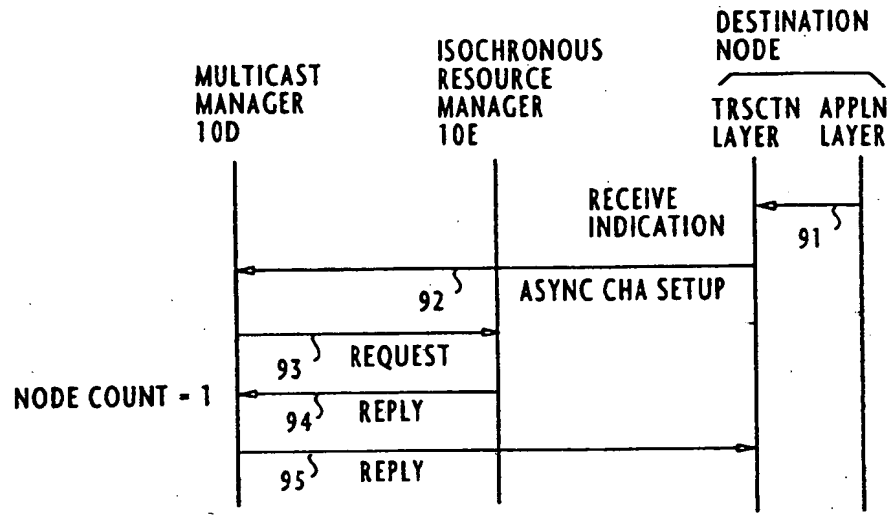 DESTINATION
NODE
MULTICAST
MANAGER
10D
ISOCHRONOUS
RESOURCE
MANAGER
10E
TRSCTN
LAYER
APPLN
LAYER
RECEIVE
INDICATION
91
92
ASYNC CHA SETUP
93
REQUEST
NODE COUNT = 1
94
REPLY
95
REPLY